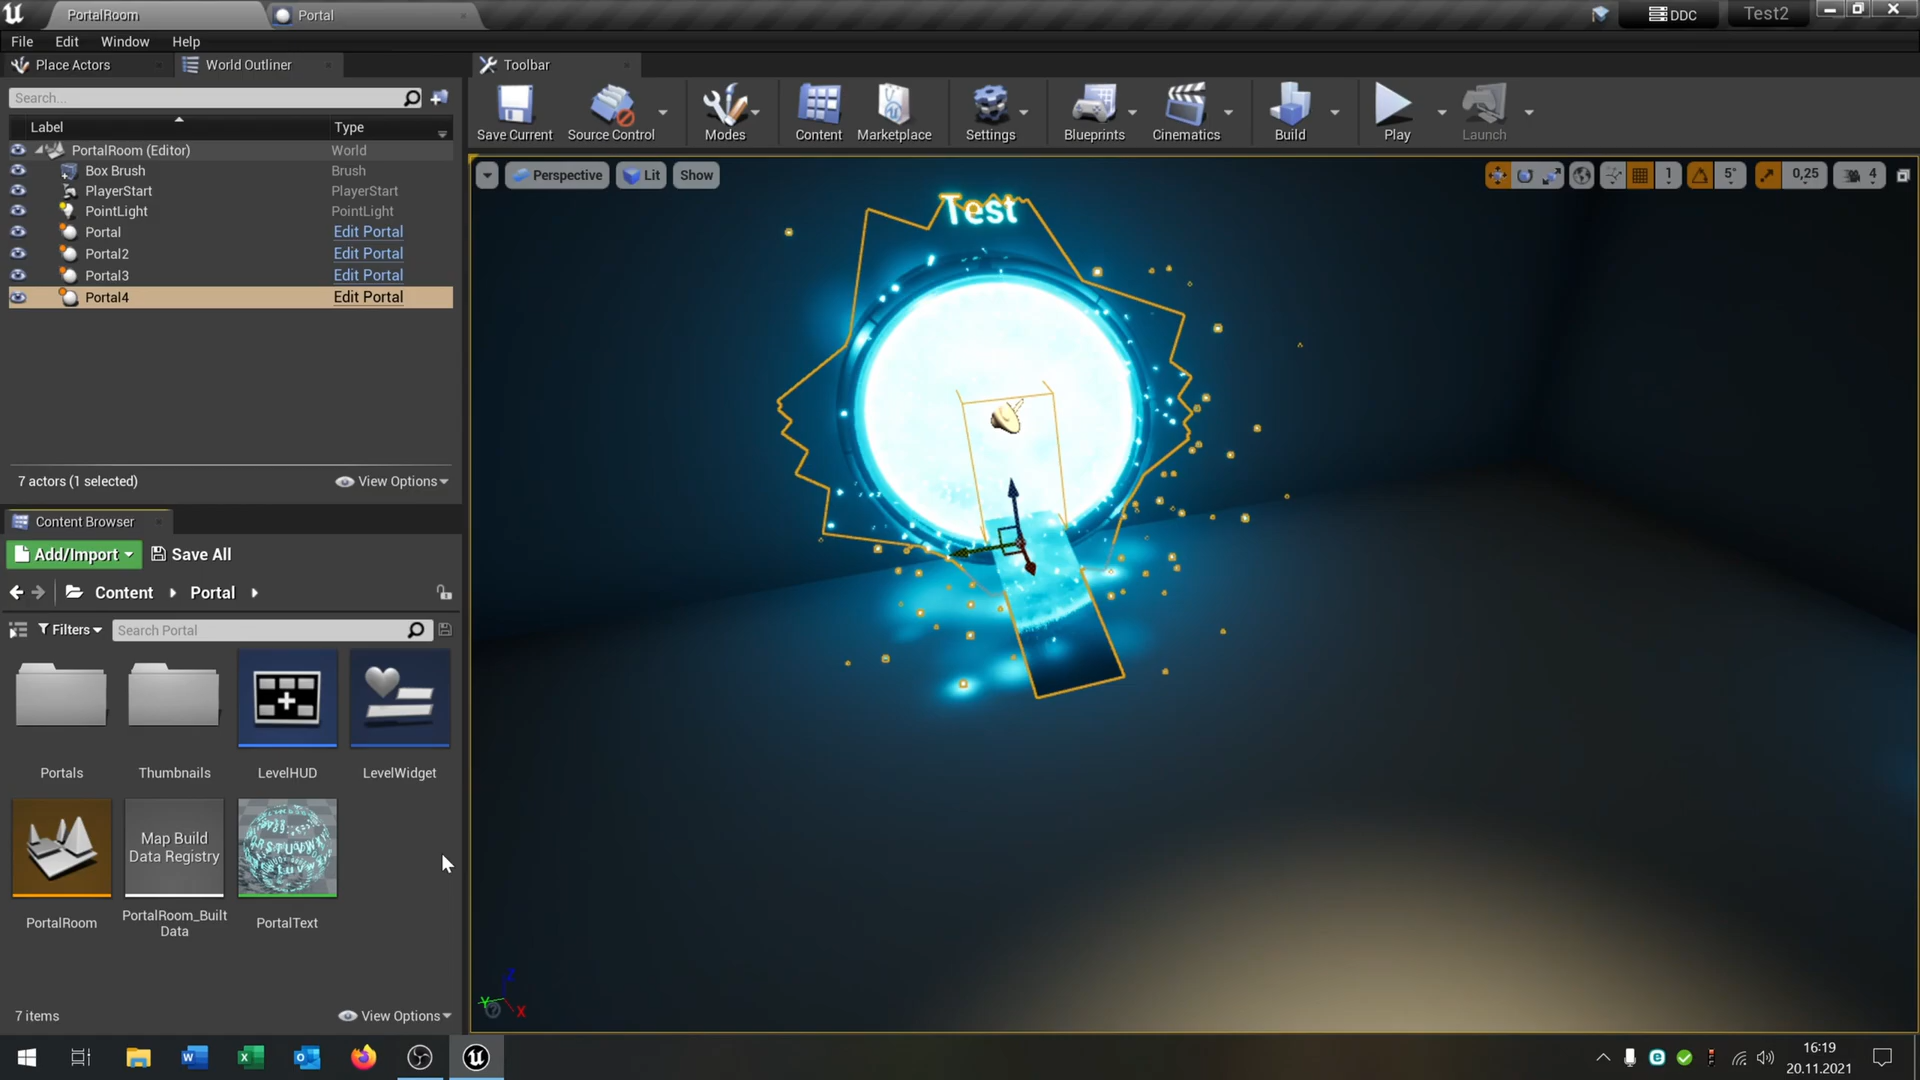 PortalRoom
Portal
DDC
Test2
File
Edit
Window
Help
Place Actors
World Outliner
Toolbar
Search...
Save Current
Source Control
Modes
Content
Marketplace
Settings
Blueprints
Cinematics
Build
Play
Launch
Label
Type
PortalRoom (Editor)
World
Box Brush
Brush
PlayerStart
PlayerStart
PointLight
PointLight
Portal
Edit Portal
Portal2
Edit Portal
Portal3
Edit Portal
Portal4
Edit Portal
Perspective
Lit
Show
1
5°
0,25
4
Test
7 actors (1 selected)
View Options
Content Browser
Add/Import
Save All
Content
Portal
Filters
Search Portal
Portals
Thumbnails
LevelHUD
LevelWidget
Map Build
Data Registry
PortalRoom
PortalRoom_Built
Data
PortalText
7 items
View Options
Z
Y
X
16:19
20.11.2021